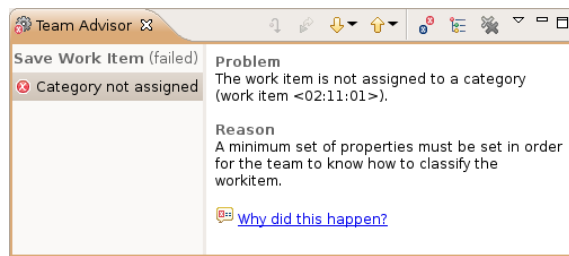 Team Advisor
Save Work Item (failed)
Category not assigned
Problem
The work item is not assigned to a category
(work item <02:11:01>).
Reason
A minimum set of properties must be set in order
for the team to know how to classify the
workitem.
Why did this happen?